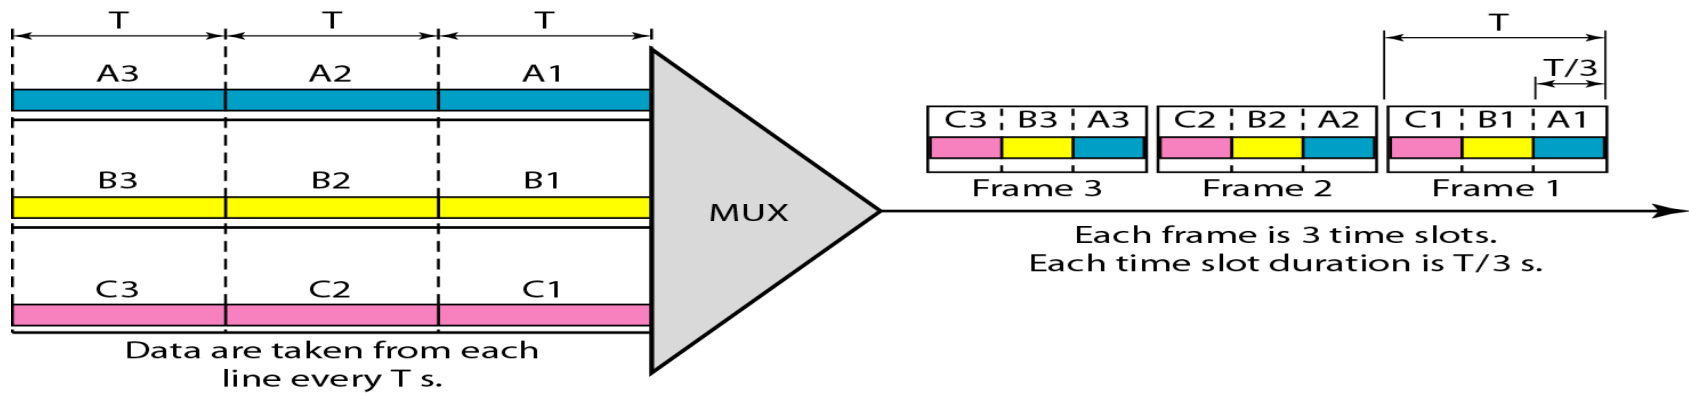 T T T
A3 A2 A1
B3 B2 B1
C3 C2 C1
Data are taken from each
line every T s.
MUX
T
T/3
C3 B3 A3 C2 B2 A2 C1 B1 A1
Frame 3 Frame 2 Frame 1
Each frame is 3 time slots.
Each time slot duration is T/3 s.